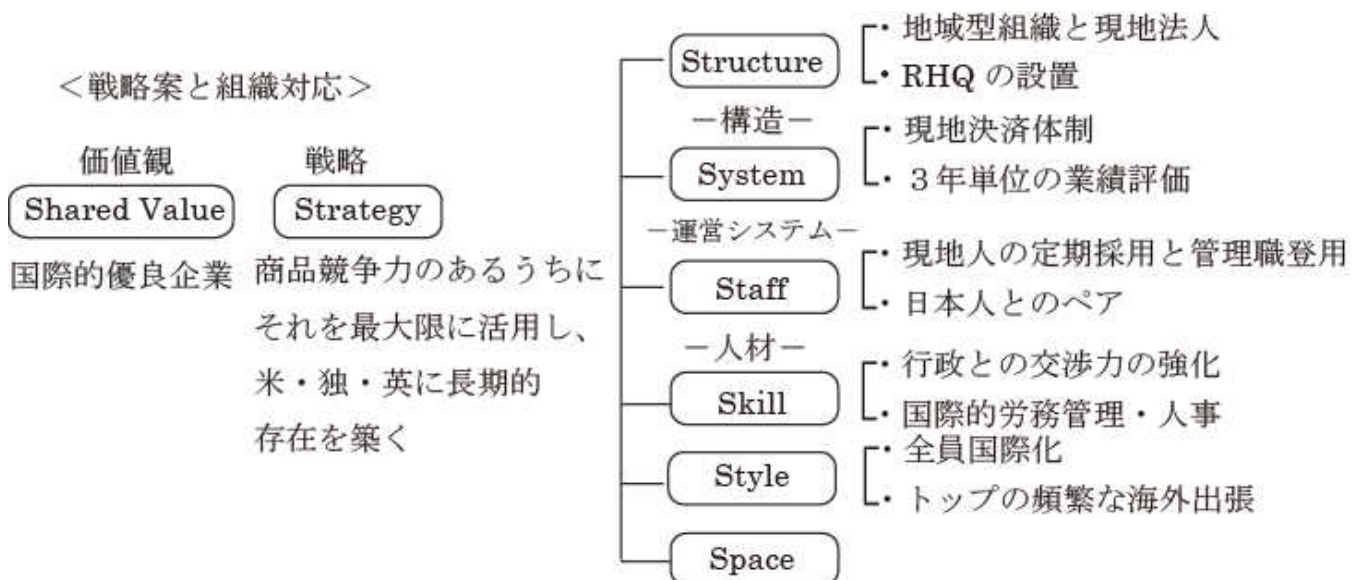 <戦略案と組織対応>
価値観
Shared Value
国際的優良企業
戦略
Strategy
商品競争力のあるうちに
それを最大限に活用し、
米・独・英に長期的
存在を築く
Structure
・地域型組織と現地法人
・RHQ の設置
−構造−
System
・現地決済体制
・3年単位の業績評価
−運営システム−
Staff
・現地人の定期採用と管理職登用
・日本人とのペア
−人材−
Skill
・行政との交渉力の強化
・国際的労務管理・人事
Style
・全員国際化
・トップの頻繁な海外出張
Space